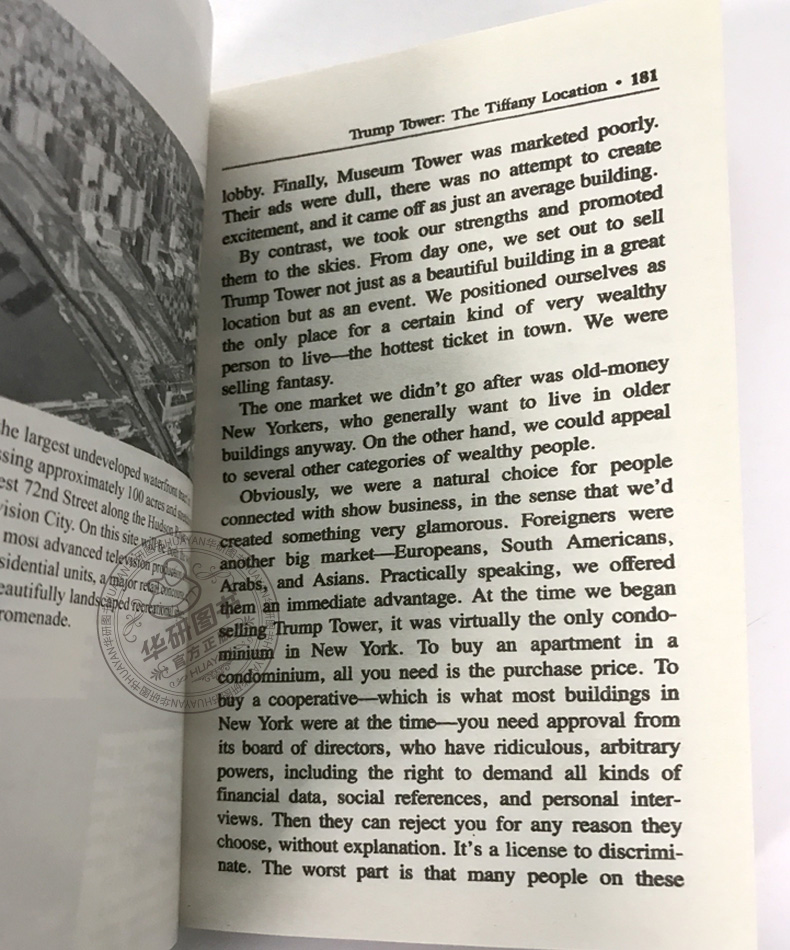 he largest undeveloped waterfront
ssing approximately 100 acres and
est 72nd Street along the Hudson
vision City. On this site will be
most advanced television
sidential units, a major retail
eautifully landscaped
romenade.
Trump Tower: The Tiffany Location • 181
lobby. Finally, Museum Tower was marketed poorly.
Their ads were dull, there was no attempt to create
excitement, and it came off as just an average building.
By contrast, we took our strengths and promoted
them to the skies. From day one, we set out to sell
Trump Tower not just as a beautiful building in a great
location but as an event. We positioned ourselves as
the only place for a certain kind of very wealthy
person to live—the hottest ticket in town. We were
selling fantasy.
The one market we didn't go after was old-money
New Yorkers, who generally want to live in older
buildings anyway. On the other hand, we could appeal
to several other categories of wealthy people.
Obviously, we were a natural choice for people
connected with show business, in the sense that we'd
created something very glamorous. Foreigners were
another big market—Europeans, South Americans,
Arabs, and Asians. Practically speaking, we offered
them an immediate advantage. At the time we began
selling Trump Tower, it was virtually the only condo-
minium in New York. To buy an apartment in a
condominium, all you need is the purchase price. To
buy a cooperative—which is what most buildings in
New York were at the time—you need approval from
its board of directors, who have ridiculous, arbitrary
powers, including the right to demand all kinds of
financial data, social references, and personal inter-
views. Then they can reject you for any reason they
choose, without explanation. It's a license to discrimi-
nate. The worst part is that many people on these
华研图
官方正